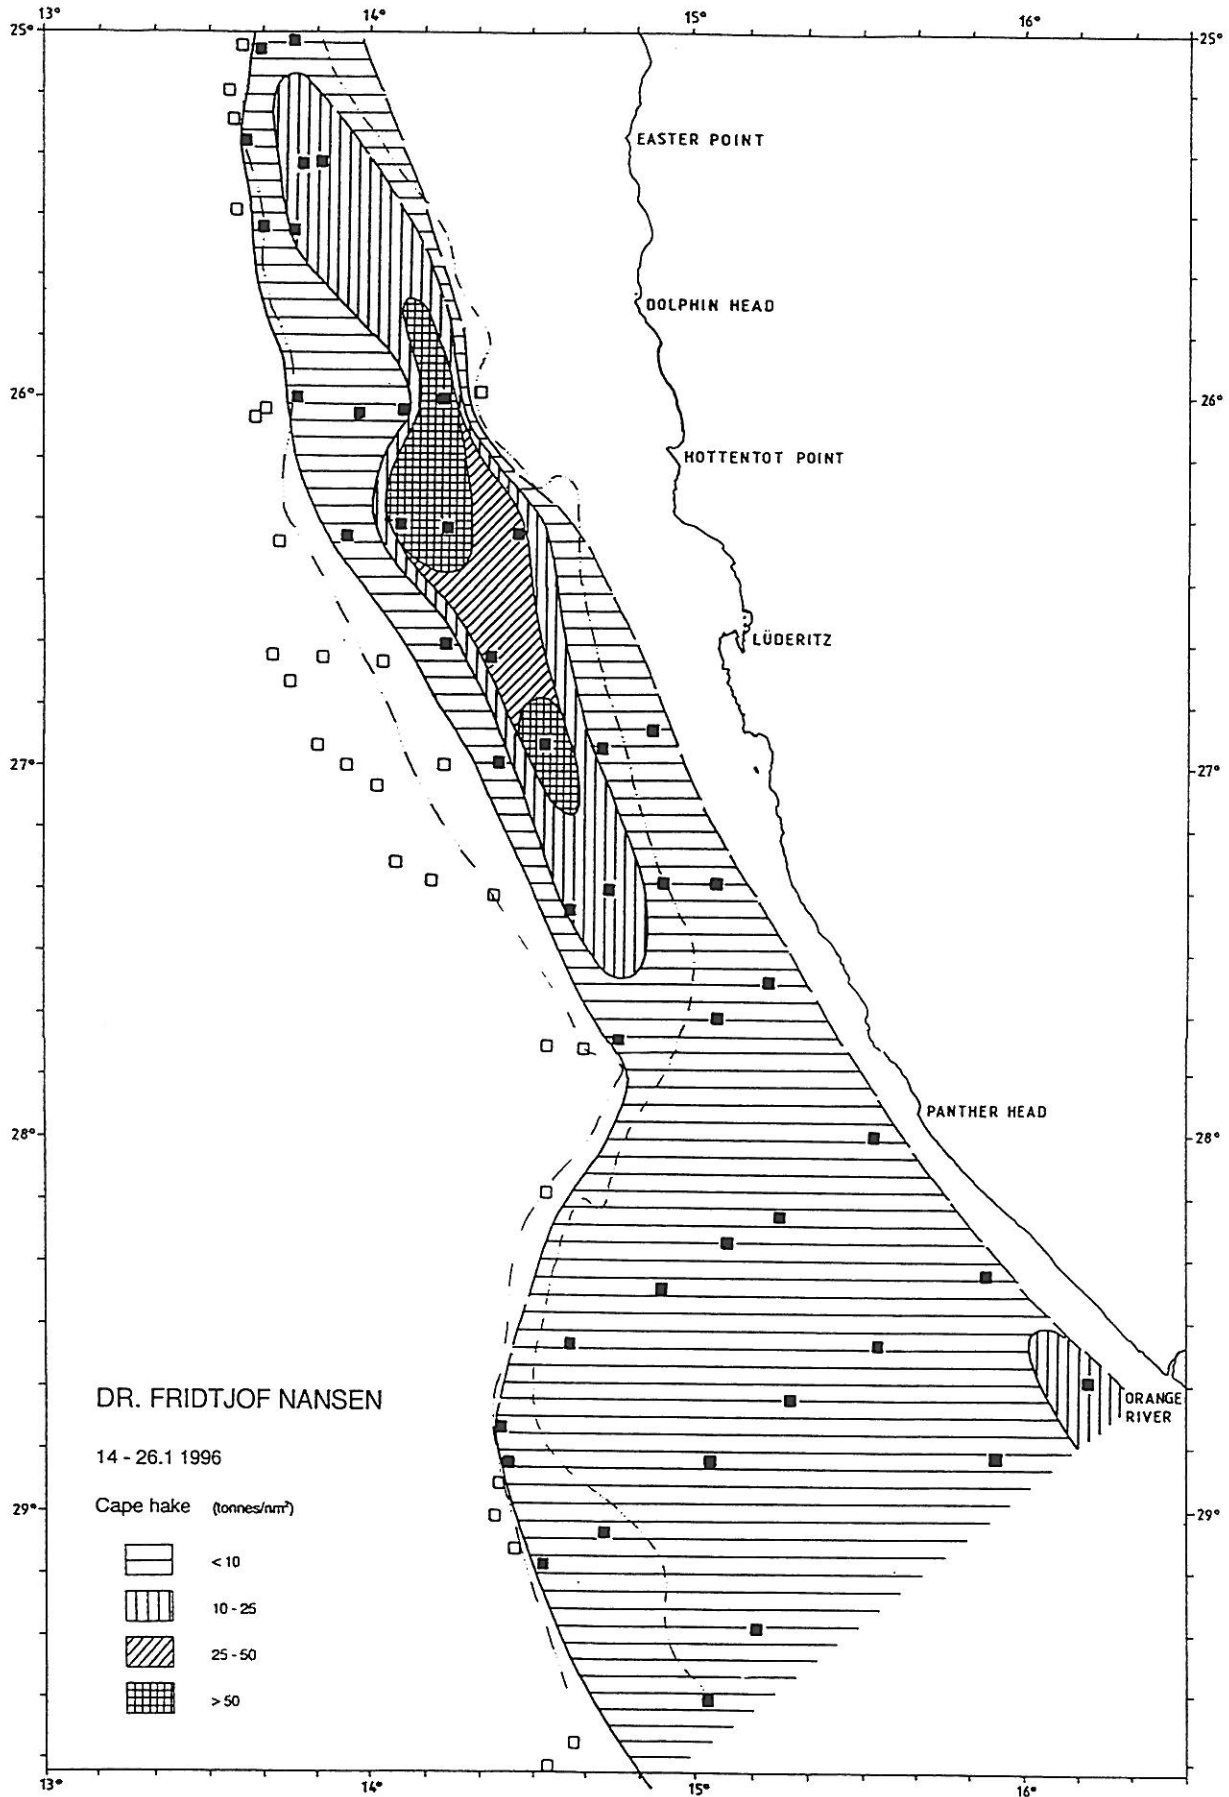 13° 14° 15° 16°
25° 25°
EASTER POINT
DOLPHIN HEAD
26° 26°
HOTTENTOT POINT
LÜDERITZ
27° 27°
PANTHER HEAD
28° 28°
ORANGE
RIVER
DR. FRIDTJOF NANSEN
14 - 26.1 1996
Cape hake (tonnes/nm²)
29° 29°
< 10
10 - 25
25 - 50
> 50
13° 14° 15° 16°